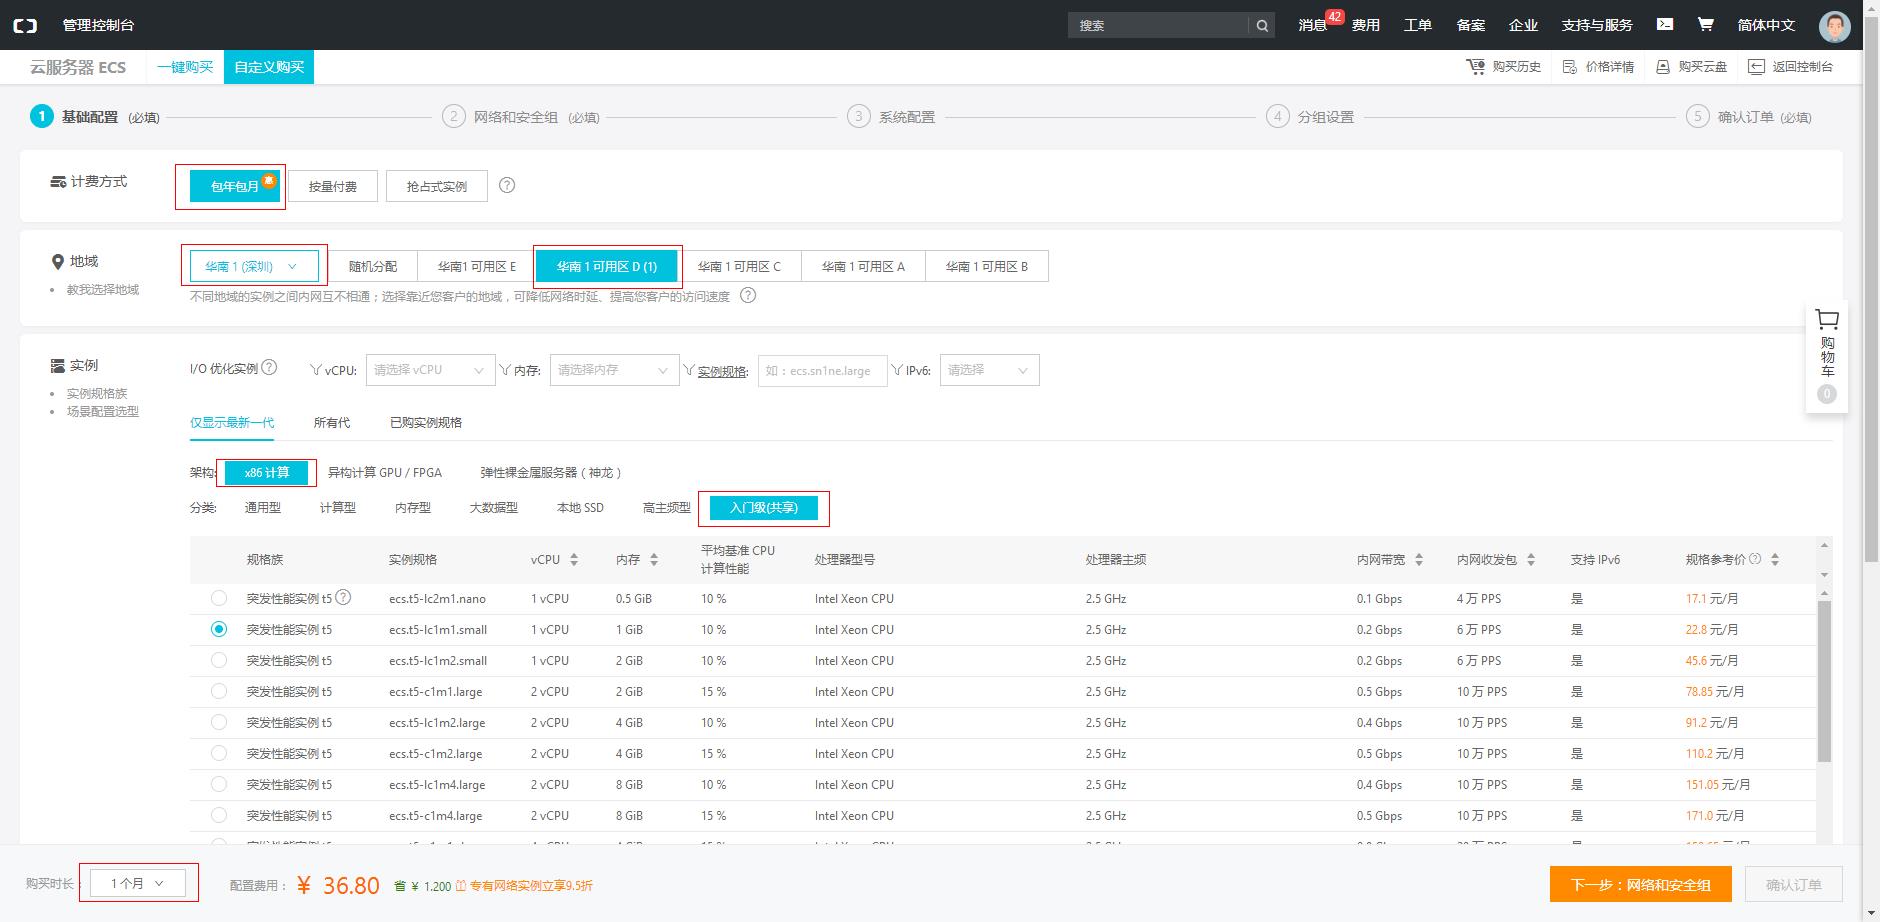 管理控制台
搜索
消息 42 费用 工单 备案 企业 支持与服务 简体中文
云服务器 ECS 一键购买 自定义购买 购买历史 价格详情 购买云盘 返回控制台
1 基础配置 (必填) 2 网络和安全组 (必填) 3 系统配置 4 分组设置 5 确认订单 (必填)
计费方式 包年包月 惠 按量付费 抢占式实例 ?
地域 华南 1 (深圳) 随机分配 华南1 可用区 E 华南 1 可用区 D (1) 华南 1 可用区 C 华南 1 可用区 A 华南 1 可用区 B
教我选择地域 不同地域的实例之间内网互不相通；选择靠近您客户的地域，可降低网络时延、提高您客户的访问速度 ?
购物车
0
实例 I/O 优化实例 ? vCPU: 请选择 vCPU 内存: 请选择内存 实例规格: 如：ecs.sn1ne.large IPv6: 请选择
实例规格族
场景配置选型
仅显示最新一代 所有代 已购实例规格
架构: x86 计算 异构计算 GPU / FPGA 弹性裸金属服务器（神龙）
分类: 通用型 计算型 内存型 大数据型 本地 SSD 高主频型 入门级(共享)
规格族 实例规格 vCPU 内存 平均基准 CPU 计算性能 处理器型号 处理器主频 内网带宽 内网收发包 支持 IPv6 规格参考价 ?
突发性能实例 t5 ? ecs.t5-lc2m1.nano 1 vCPU 0.5 GiB 10 % Intel Xeon CPU 2.5 GHz 0.1 Gbps 4 万 PPS 是 17.1 元/月
突发性能实例 t5 ecs.t5-lc1m1.small 1 vCPU 1 GiB 10 % Intel Xeon CPU 2.5 GHz 0.2 Gbps 6 万 PPS 是 22.8 元/月
突发性能实例 t5 ecs.t5-lc1m2.small 1 vCPU 2 GiB 10 % Intel Xeon CPU 2.5 GHz 0.2 Gbps 6 万 PPS 是 45.6 元/月
突发性能实例 t5 ecs.t5-c1m1.large 2 vCPU 2 GiB 15 % Intel Xeon CPU 2.5 GHz 0.5 Gbps 10 万 PPS 是 78.85 元/月
突发性能实例 t5 ecs.t5-lc1m2.large 2 vCPU 4 GiB 10 % Intel Xeon CPU 2.5 GHz 0.4 Gbps 10 万 PPS 是 91.2 元/月
突发性能实例 t5 ecs.t5-c1m2.large 2 vCPU 4 GiB 15 % Intel Xeon CPU 2.5 GHz 0.5 Gbps 10 万 PPS 是 110.2 元/月
突发性能实例 t5 ecs.t5-lc1m4.large 2 vCPU 8 GiB 10 % Intel Xeon CPU 2.5 GHz 0.4 Gbps 10 万 PPS 是 151.05 元/月
突发性能实例 t5 ecs.t5-c1m4.large 2 vCPU 8 GiB 15 % Intel Xeon CPU 2.5 GHz 0.5 Gbps 10 万 PPS 是 171.0 元/月
购买时长: 1 个月 配置费用： ¥ 36.80 省 ¥ 1.200 专有网络实例立享9.5折 下一步：网络和安全组 确认订单